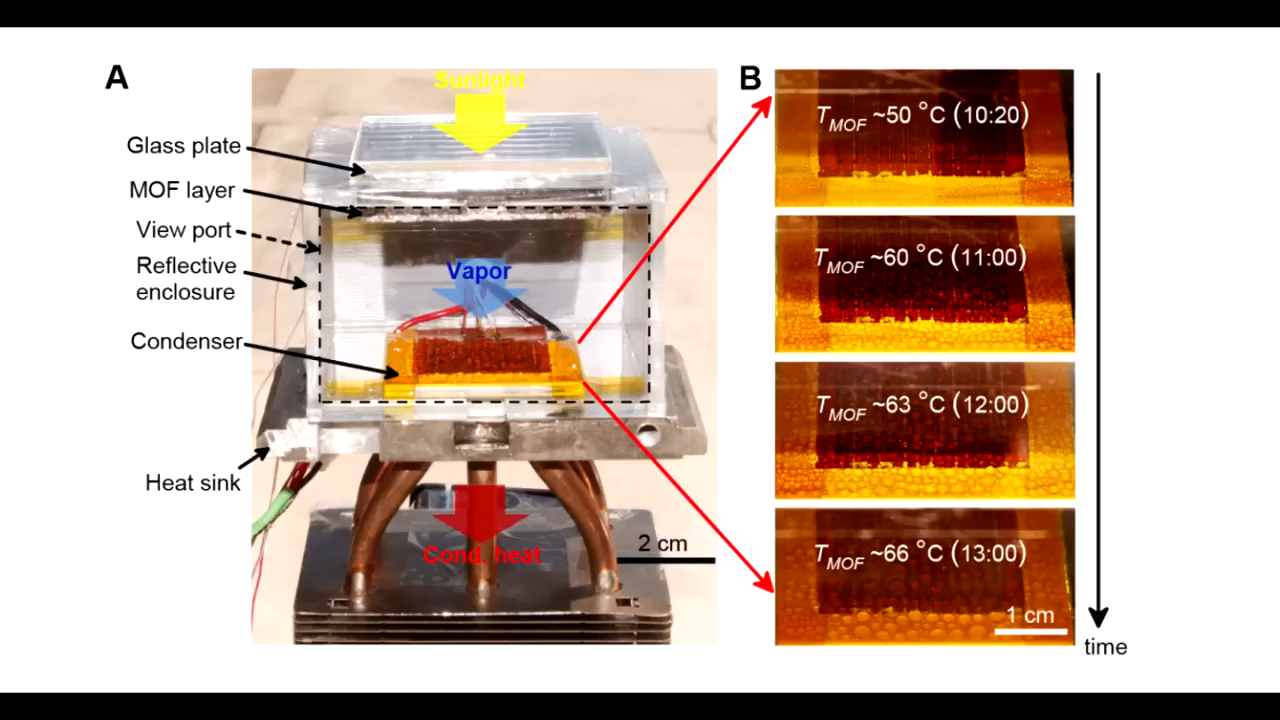 A
Sunlight
Glass plate
MOF layer
View port
Reflective
enclosure
Vapor
Condenser
Heat sink
Cond. heat
2 cm
B
TMOF ~50 °C (10:20)
TMOF ~60 °C (11:00)
TMOF ~63 °C (12:00)
TMOF ~66 °C (13:00)
1 cm
time